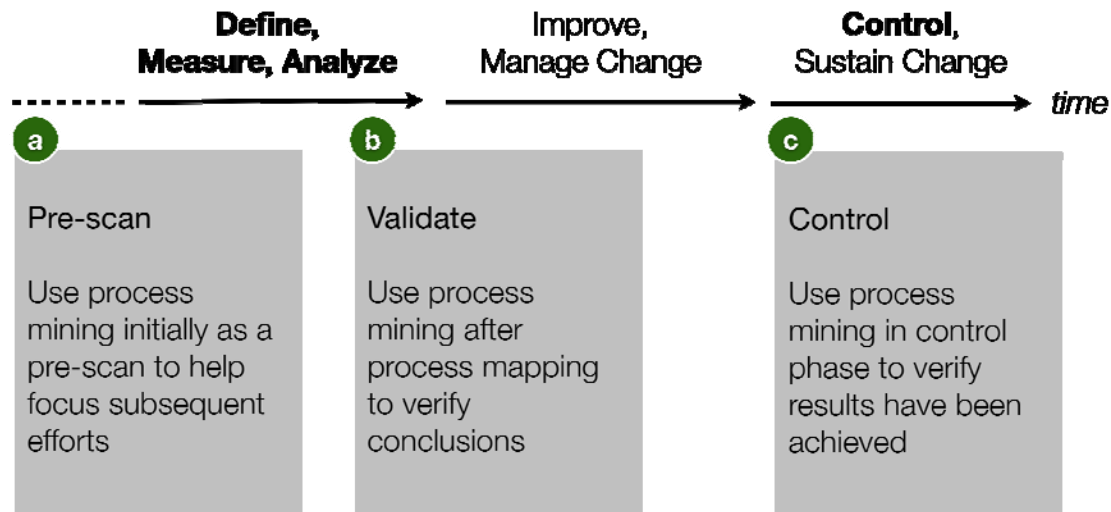 Define,
Measure, Analyze
Improve,
Manage Change
Control,
Sustain Change
time
a
Pre-scan
Use process
mining initially as a
pre-scan to help
focus subsequent
efforts
b
Validate
Use process
mining after
process mapping
to verify
conclusions
c
Control
Use process
mining in control
phase to verify
results have been
achieved